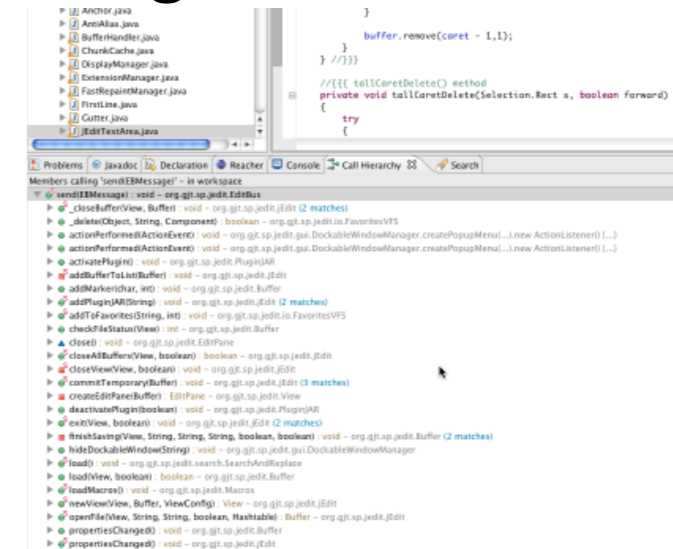 Anchor.java
AntiAlias.java
BufferHandler.java
ChunkCache.java
DisplayManager.java
ExtensionManager.java
FastRepaintManager.java
FirstLine.java
Gutter.java
JEditTextArea.java
}
buffer.remove(caret - 1,1);
}
} //}}}
//{{{ tallCaretDelete() method
private void tallCaretDelete(Selection.Rect s, boolean forward)
{
try
{
Problems Javadoc Declaration Reacher Console Call Hierarchy Search
Members calling 'send(EBMessage)' - in workspace
send(EBMessage) : void - org.gjt.sp.jedit.EditBus
_closeBuffer(View, Buffer) : void - org.gjt.sp.jedit.jEdit (2 matches)
_delete(Object, String, Component) : boolean - org.gjt.sp.jedit.io.FavoritesVFS
actionPerformed(ActionEvent) : void - org.gjt.sp.jedit.gui.DockableWindowManager.createPopupMenu(...).new ActionListener() {...}
actionPerformed(ActionEvent) : void - org.gjt.sp.jedit.gui.DockableWindowManager.createPopupMenu(...).new ActionListener() {...}
activatePlugin() : void - org.gjt.sp.jedit.PluginJAR
addBufferToList(Buffer) : void - org.gjt.sp.jedit.jEdit
addMarker(char, int) : void - org.gjt.sp.jedit.Buffer
addPluginJAR(String) : void - org.gjt.sp.jedit.jEdit (2 matches)
addToFavorites(String, int) : void - org.gjt.sp.jedit.io.FavoritesVFS
checkFileStatus(View) : int - org.gjt.sp.jedit.Buffer
close() : void - org.gjt.sp.jedit.EditPane
closeAllBuffers(View, boolean) : boolean - org.gjt.sp.jedit.jEdit
closeView(View, boolean) : void - org.gjt.sp.jedit.jEdit
commitTemporary(Buffer) : void - org.gjt.sp.jedit.jEdit (3 matches)
createEditPane(Buffer) : EditPane - org.gjt.sp.jedit.View
deactivatePlugin(boolean) : void - org.gjt.sp.jedit.PluginJAR
exit(View, boolean) : void - org.gjt.sp.jedit.jEdit (2 matches)
finishSaving(View, String, String, String, boolean, boolean) : void - org.gjt.sp.jedit.Buffer (2 matches)
hideDockableWindow(String) : void - org.gjt.sp.jedit.gui.DockableWindowManager
load() : void - org.gjt.sp.jedit.search.SearchAndReplace
load(View, boolean) : boolean - org.gjt.sp.jedit.Buffer
loadMacros() : void - org.gjt.sp.jedit.Macros
newView(View, Buffer, ViewConfig) : View - org.gjt.sp.jedit.jEdit
openFile(View, String, String, boolean, Hashtable) : Buffer - org.gjt.sp.jedit.jEdit
propertiesChanged() : void - org.gjt.sp.jedit.Buffer
propertiesChanged() : void - org.gjt.sp.jedit.jEdit